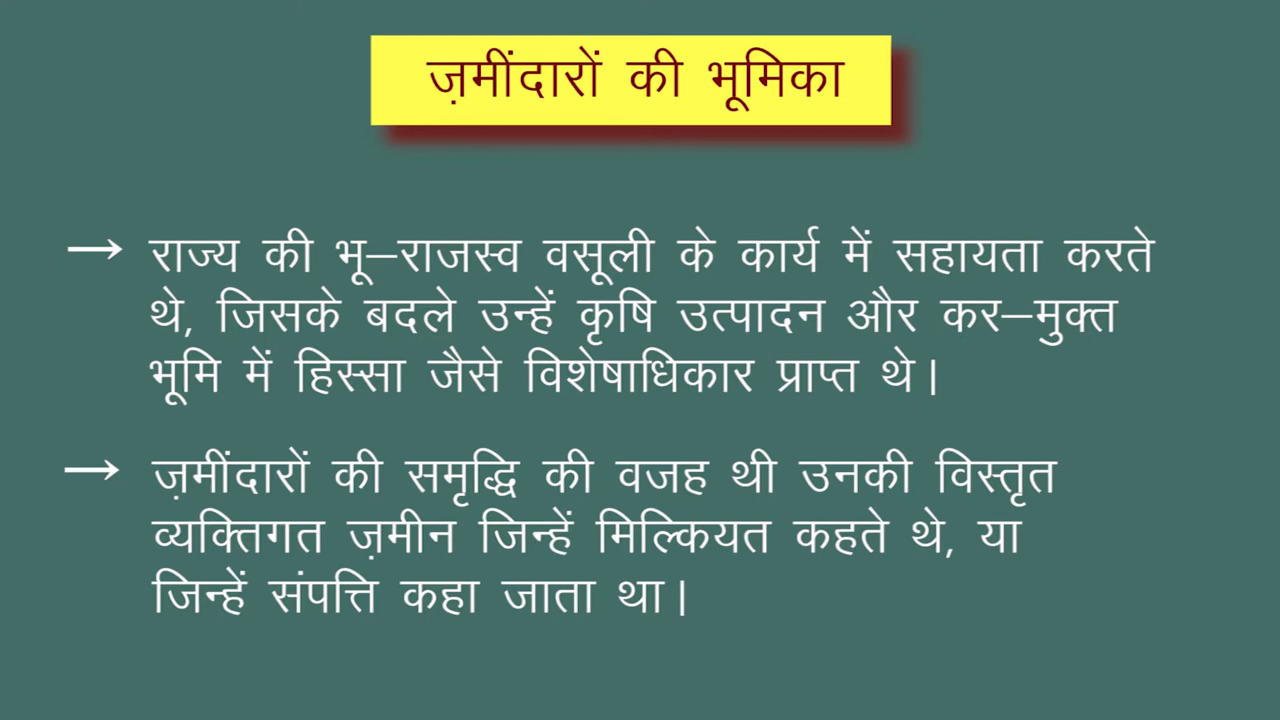 ज़मींदारों की भूमिका
→ राज्य की भू–राजस्व वसूली के कार्य में सहायता करते
थे, जिसके बदले उन्हें कृषि उत्पादन और कर–मुक्त
भूमि में हिस्सा जैसे विशेषाधिकार प्राप्त थे।
→ ज़मींदारों की समृद्धि की वजह थी उनकी विस्तृत
व्यक्तिगत ज़मीन जिन्हें मिल्कियत कहते थे, या
जिन्हें संपत्ति कहा जाता था।